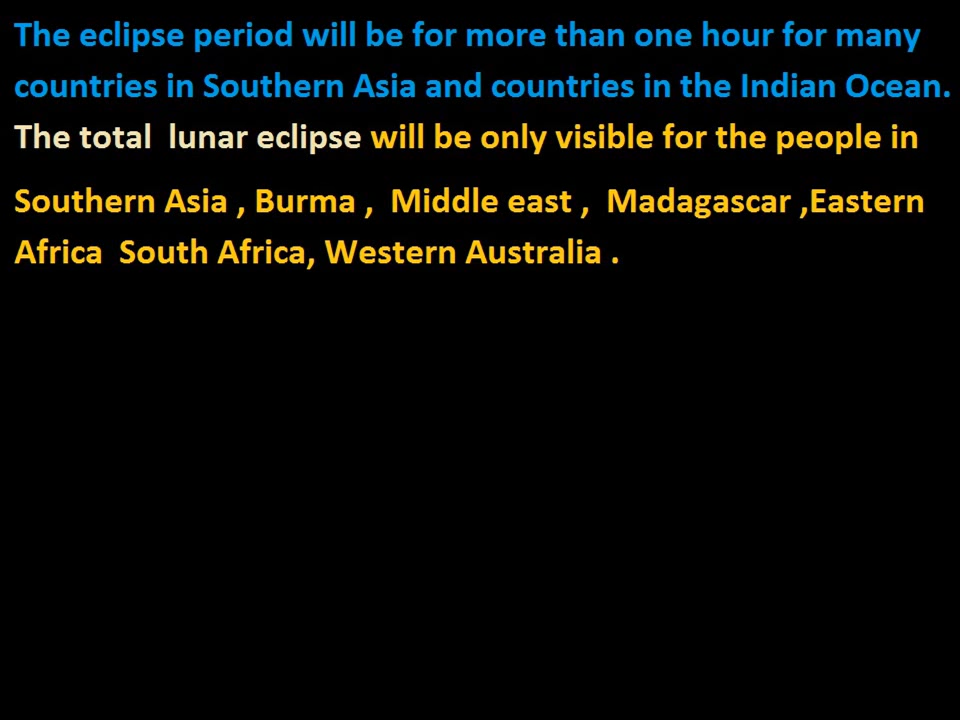 The eclipse period will be for more than one hour for many
countries in Southern Asia and countries in the Indian Ocean.
The total  lunar eclipse will be only visible for the people in
Southern Asia , Burma ,  Middle east ,  Madagascar ,Eastern
Africa  South Africa, Western Australia .